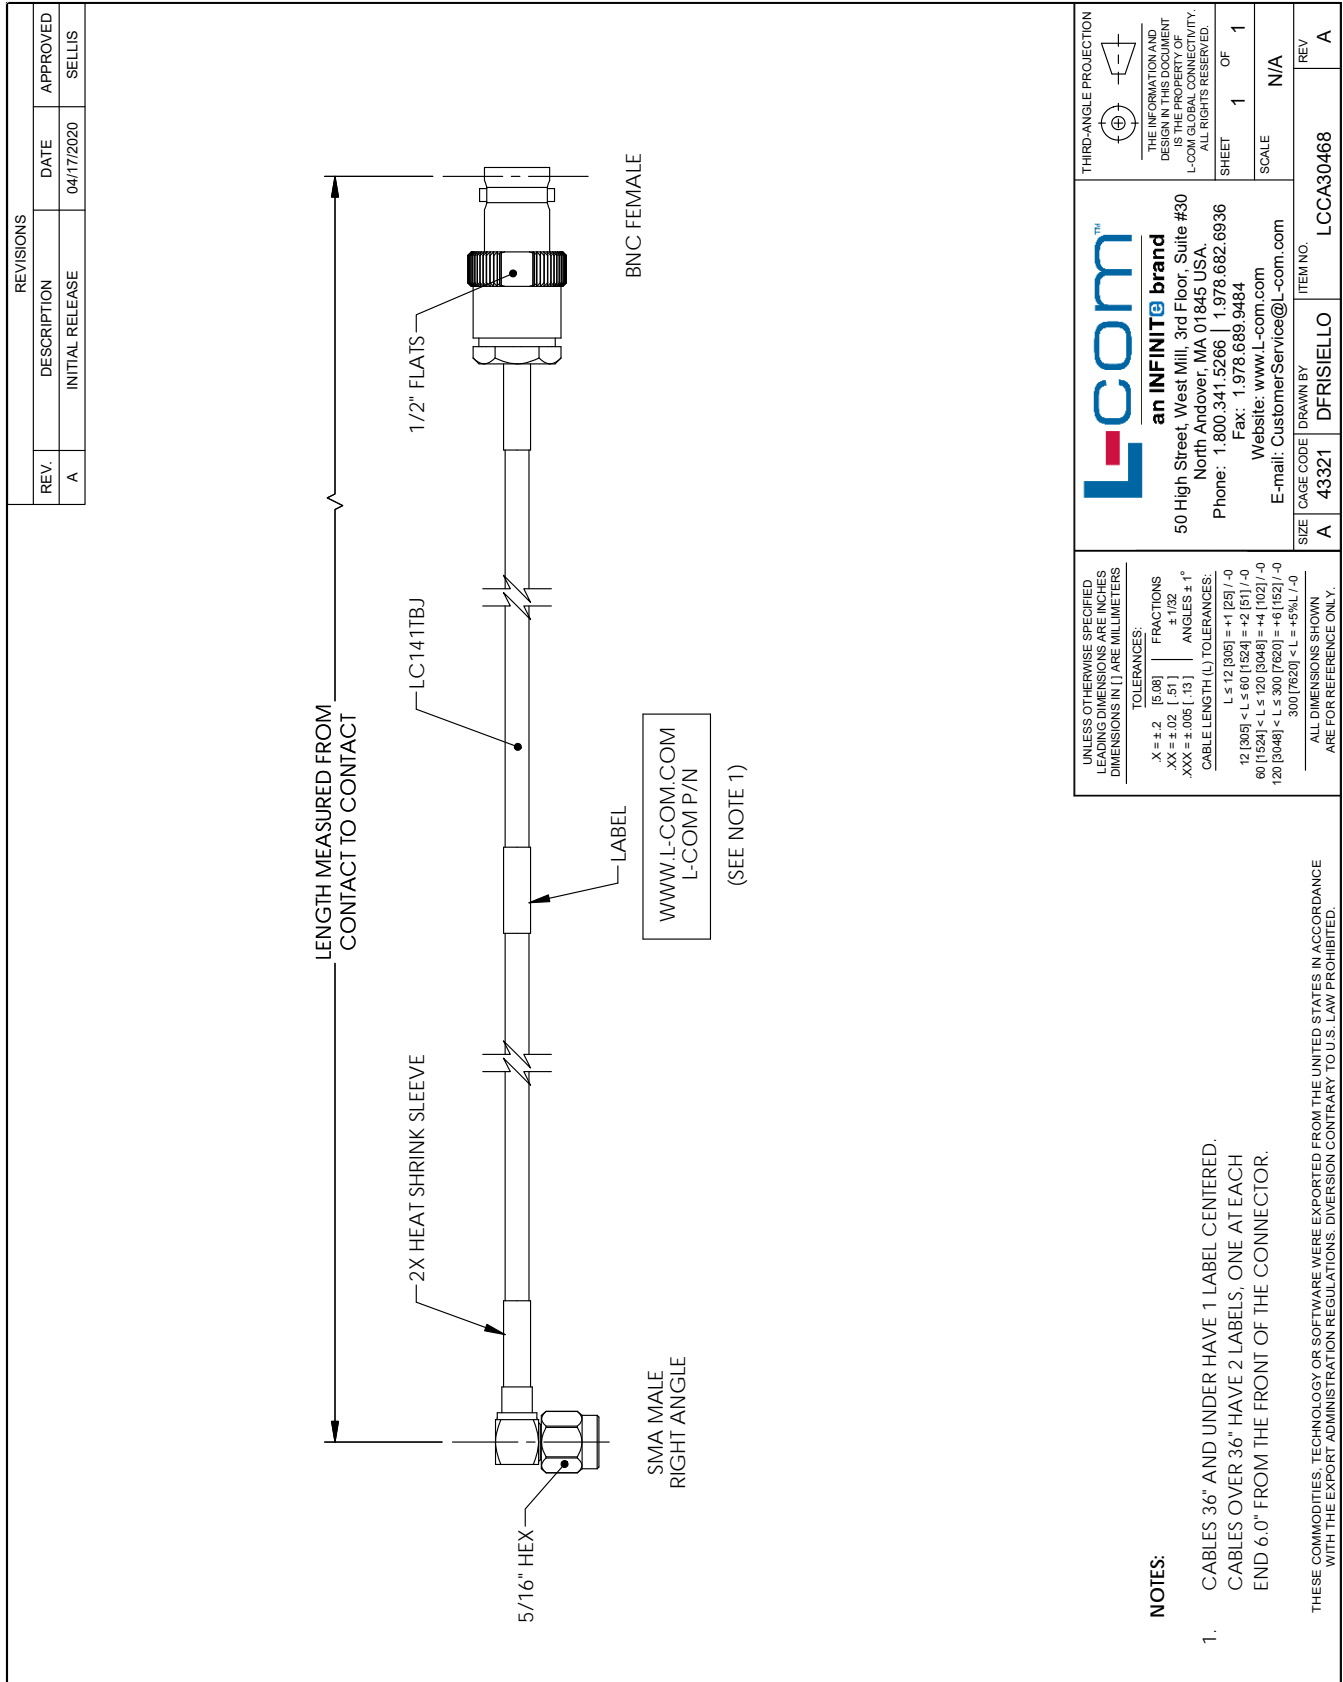 REVISIONS
REV.
DESCRIPTION
DATE
APPROVED
A
INITIAL RELEASE
04/17/2020
SELLIS
LENGTH MEASURED FROM
CONTACT TO CONTACT
2X HEAT SHRINK SLEEVE
LC141TBJ
1/2" FLATS
5/16" HEX
LABEL
SMA MALE
RIGHT ANGLE
BNC FEMALE
WWW.L-COM.COM
L-COM P/N
(SEE NOTE 1)
NOTES:
1. CABLES 36" AND UNDER HAVE 1 LABEL CENTERED.
CABLES OVER 36" HAVE 2 LABELS, ONE AT EACH
END 6.0" FROM THE FRONT OF THE CONNECTOR.
THESE COMMODITIES, TECHNOLOGY OR SOFTWARE WERE EXPORTED FROM THE UNITED STATES IN ACCORDANCE
WITH THE EXPORT ADMINISTRATION REGULATIONS. DIVERSION CONTRARY TO U.S. LAW PROHIBITED.
UNLESS OTHERWISE SPECIFIED
LEADING DIMENSIONS ARE INCHES
DIMENSIONS IN [ ] ARE MILLIMETERS
TOLERANCES:
.X = ± .2 [5.08]
.XX = ± .02 [ .51 ]
.XXX = ± .005 [ .13 ]
FRACTIONS
± 1/32
ANGLES ± 1°
CABLE LENGTH (L) TOLERANCES:
L ≤ 12 [305] = +1 [25] / -0
12 [305] < L ≤ 60 [1524] = +2 [51] / -0
60 [1524] < L ≤ 120 [3048] = +4 [102] / -0
120 [3048] < L ≤ 300 [7620] = +6 [152] / -0
300 [7620] < L = +5%L / -0
ALL DIMENSIONS SHOWN
ARE FOR REFERENCE ONLY.
L-com™
an INFINITe brand
50 High Street, West Mill, 3rd Floor, Suite #30
North Andover, MA 01845 USA.
Phone: 1.800.341.5266 | 1.978.682.6936
Fax: 1.978.689.9484
Website: www.L-com.com
E-mail: CustomerService@L-com.com
THIRD-ANGLE PROJECTION
THE INFORMATION AND
DESIGN IN THIS DOCUMENT
IS THE PROPERTY OF
L-COM GLOBAL CONNECTIVITY.
ALL RIGHTS RESERVED.
SHEET
1 OF 1
SCALE
N/A
SIZE
A
CAGE CODE
43321
DRAWN BY
DFRISIELLO
ITEM NO.
LCCA30468
REV
A